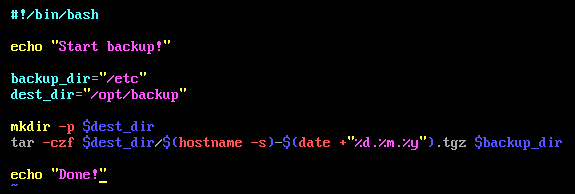 #!/bin/bash
echo "Start backup!"
backup_dir="/etc"
dest_dir="/opt/backup"
mkdir -p $dest_dir
tar -czf $dest_dir/$(hostname -s)-$(date +"%d.%m.%y").tgz $backup_dir
echo "Done!"
~